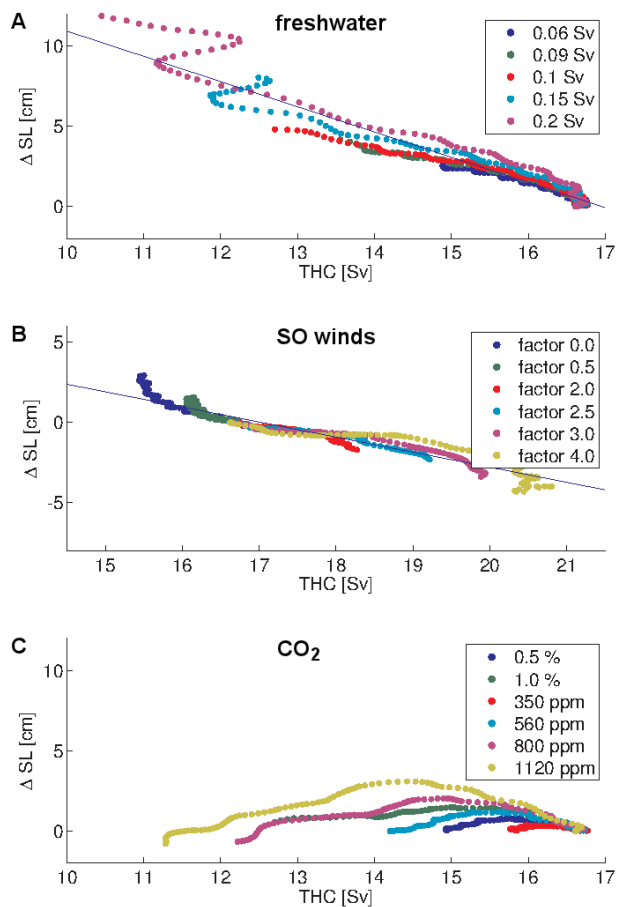 A freshwater
0.06 Sv
0.09 Sv
0.1 Sv
0.15 Sv
0.2 Sv
Δ SL [cm]
10
5
0
10 11 12 13 14 15 16 17
THC [Sv]
B SO winds
factor 0.0
factor 0.5
factor 2.0
factor 2.5
factor 3.0
factor 4.0
Δ SL [cm]
5
0
-5
15 16 17 18 19 20 21
THC [Sv]
C CO₂
0.5 %
1.0 %
350 ppm
560 ppm
800 ppm
1120 ppm
Δ SL [cm]
10
5
0
10 11 12 13 14 15 16 17
THC [Sv]